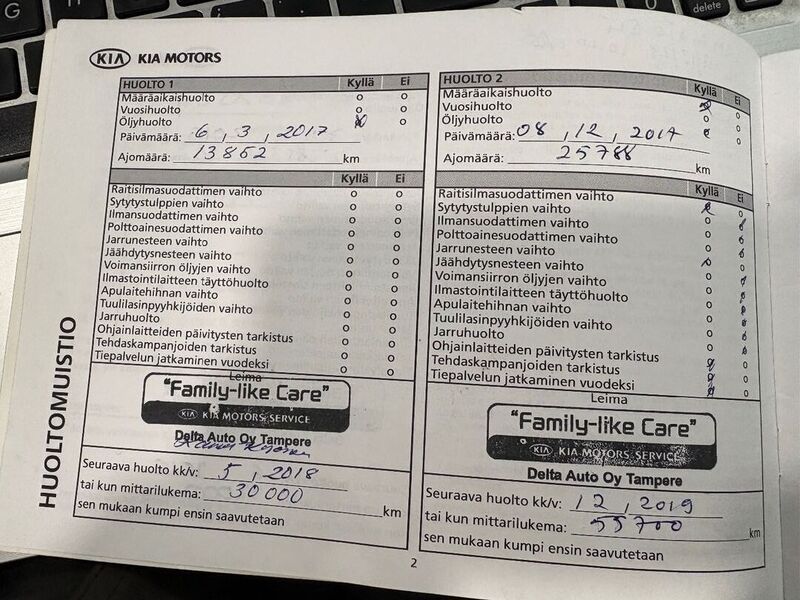 G
delete
KIA KIA MOTORS
HUOLTOMUISTIO
HUOLTO 1 Kyllä Ei
Määräaikaishuolto o o
Vuosihuolto o o
Öljyhuolto o
Päivämäärä: 6, 3, 2017
Ajomäärä: 13852 km
Kyllä Ei
Raitisilmasuodattimen vaihto o o
Sytytystulppien vaihto o o
Ilmansuodattimen vaihto o o
Polttoainesuodattimen vaihto o o
Jarrunesteen vaihto o o
Jäähdytysnesteen vaihto o o
Voimansiirron öljyjen vaihto o o
Ilmastointilaitteen täyttöhuolto o o
Apulaitehihnan vaihto o o
Tuulilasinpyyhkijöiden vaihto o o
Jarruhuolto o o
Ohjainlaitteiden päivitysten tarkistus o o
Tehdaskampanjoiden tarkistus o o
Tiepalvelun jatkaminen vuodeksi o o
Leima
"Family-like Care"
KIA KIA MOTORS SERVICE
Delta Auto Oy Tampere
Seuraava huolto kk/v: 5, 2018
tai kun mittarilukema: 30000 km
sen mukaan kumpi ensin saavutetaan
HUOLTO 2 Kyllä Ei
Määräaikaishuolto
Vuosihuolto
Öljyhuolto
Päivämäärä: 08, 12, 2017
Ajomäärä: 25788 km
Kyllä Ei
Raitisilmasuodattimen vaihto
Sytytystulppien vaihto
Ilmansuodattimen vaihto
Polttoainesuodattimen vaihto
Jarrunesteen vaihto
Jäähdytysnesteen vaihto
Voimansiirron öljyjen vaihto
Ilmastointilaitteen täyttöhuolto
Apulaitehihnan vaihto
Tuulilasinpyyhkijöiden vaihto
Jarruhuolto
Ohjainlaitteiden päivitysten tarkistus
Tehdaskampanjoiden tarkistus
Tiepalvelun jatkaminen vuodeksi
Leima
"Family-like Care"
KIA KIA MOTORS SERVICE
Delta Auto Oy Tampere
Seuraava huolto kk/v: 12, 2019
tai kun mittarilukema: 55700 km
sen mukaan kumpi ensin saavutetaan
2